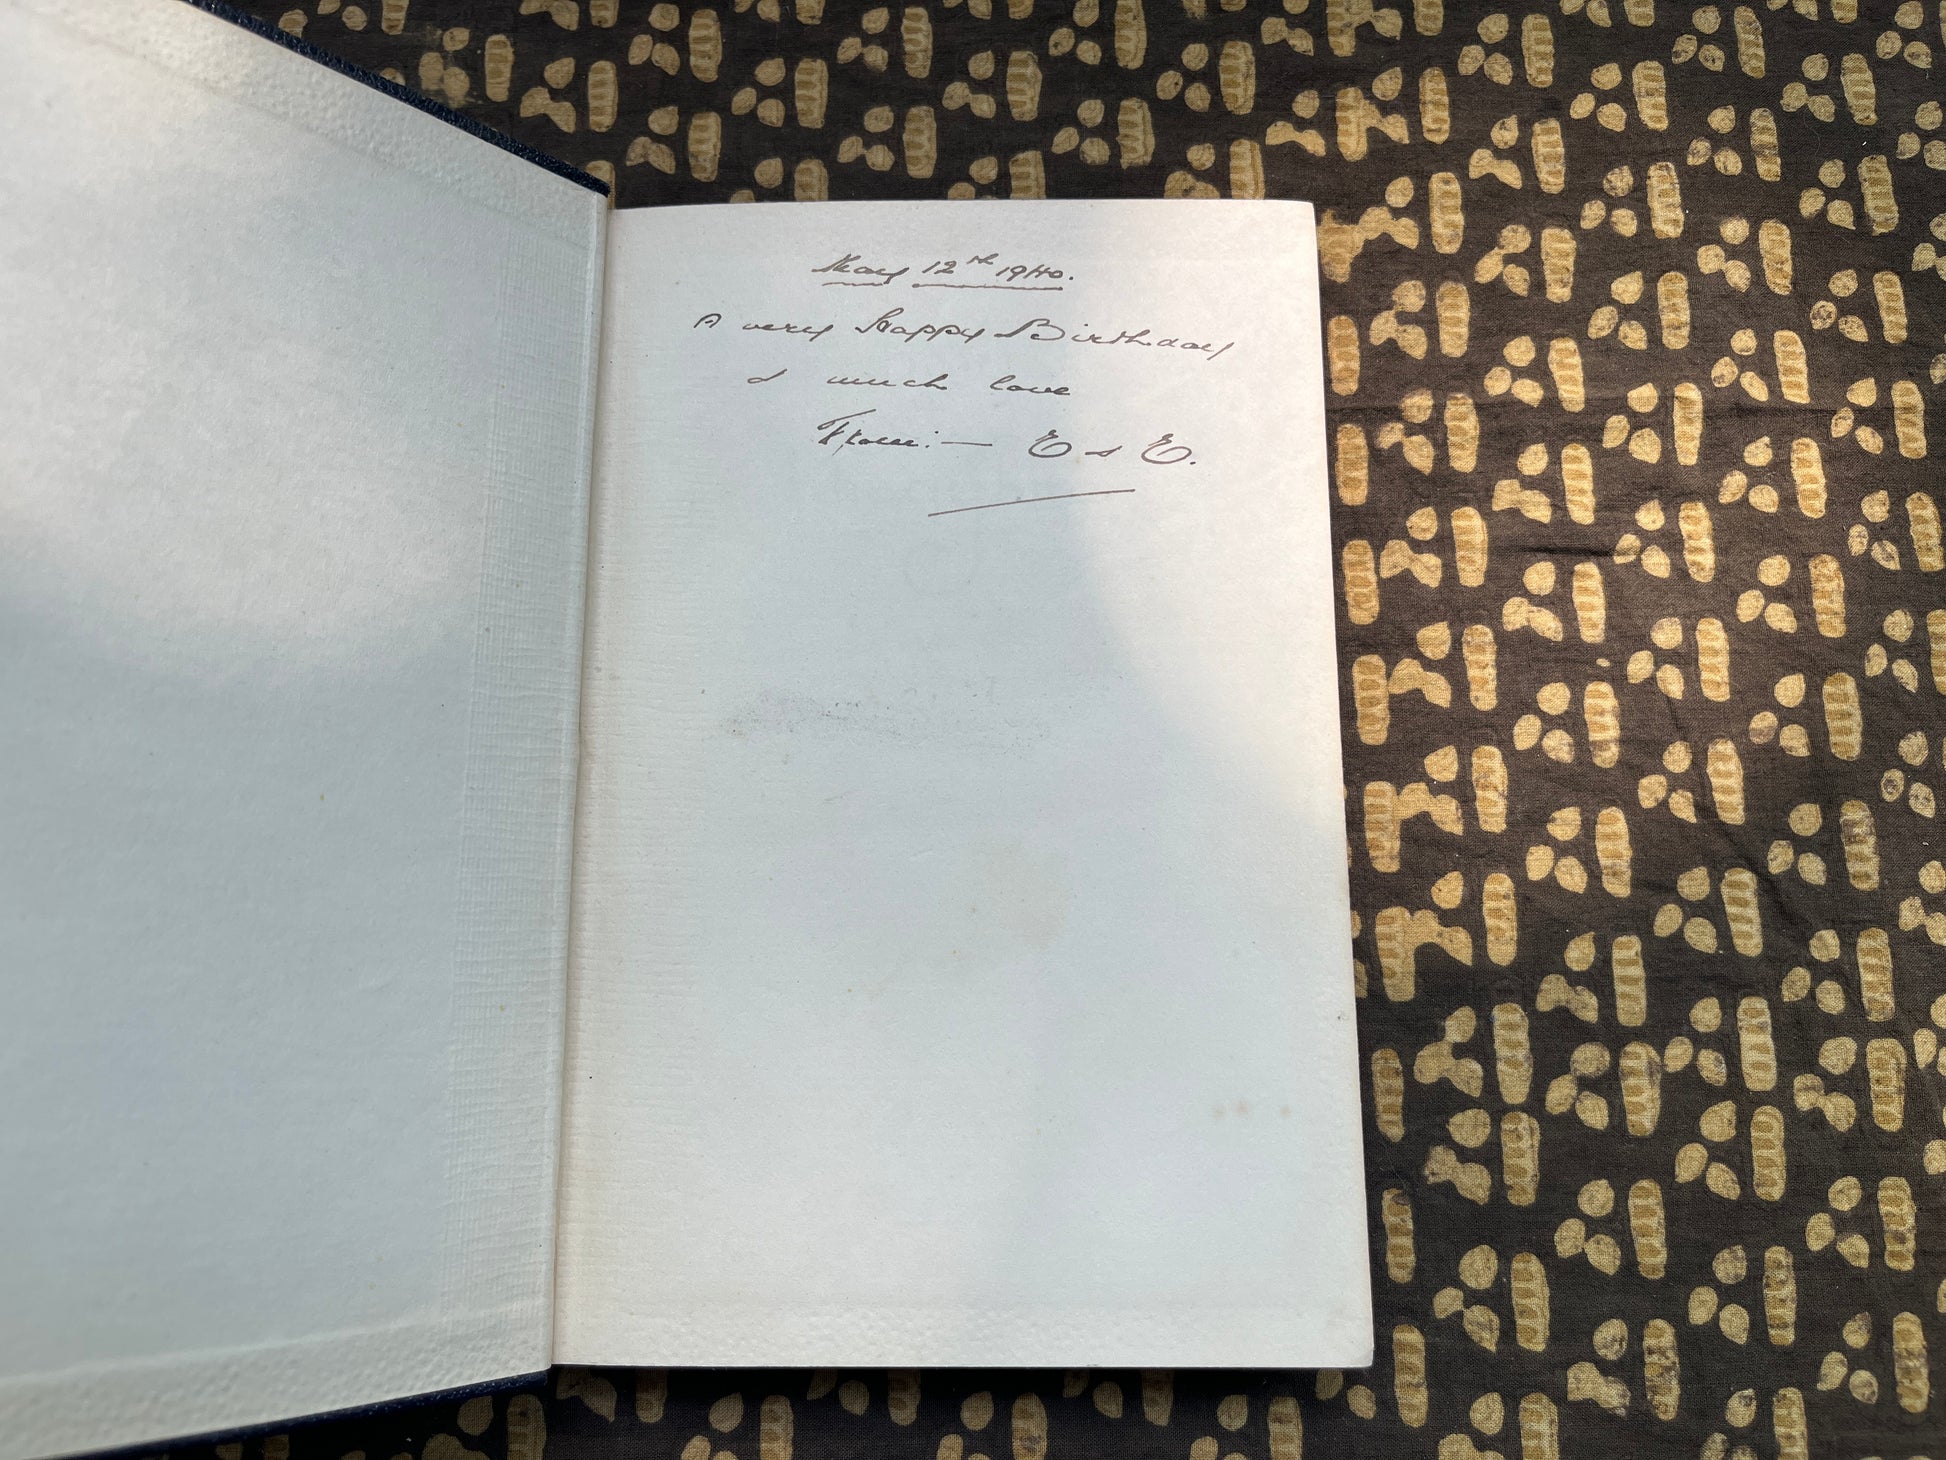 May 12th 1940.
A very Happy Birthday
& much love
From:— E & E.